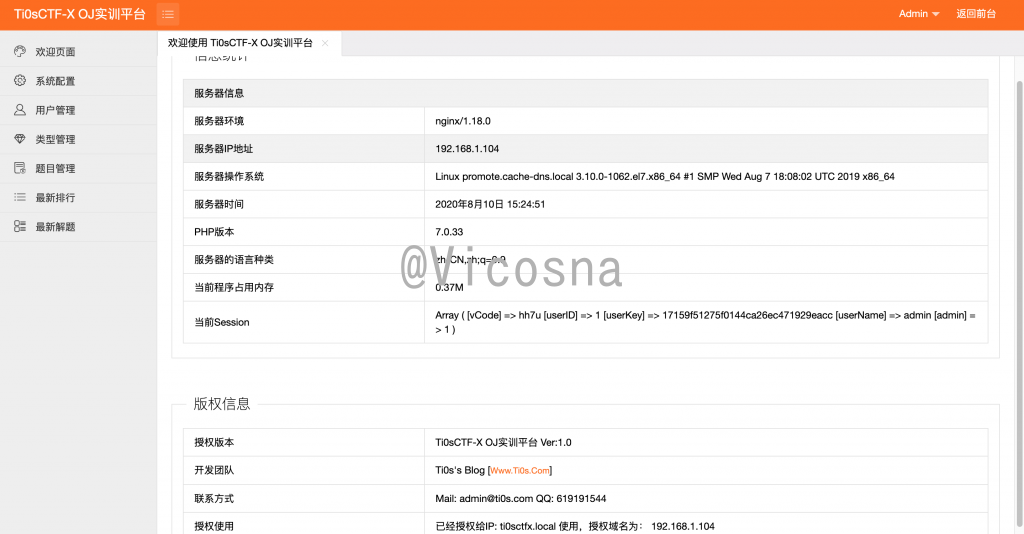 Ti0sCTF-X OJ实训平台
Admin
返回前台
欢迎使用 Ti0sCTF-X OJ实训平台
欢迎页面
系统配置
用户管理
类型管理
题目管理
最新排行
最新解题
信息统计
服务器信息
服务器环境 nginx/1.18.0
服务器IP地址 192.168.1.104
服务器操作系统 Linux promote.cache-dns.local 3.10.0-1062.el7.x86_64 #1 SMP Wed Aug 7 18:08:02 UTC 2019 x86_64
服务器时间 2020年8月10日 15:24:51
PHP版本 7.0.33
服务器的语言种类 zh-CN,zh;q=0.9
@Vicosna
当前程序占用内存 0.37M
当前Session Array ( [vCode] => hh7u [userID] => 1 [userKey] => 17159f51275f0144ca26ec471929eacc [userName] => admin [admin] =
> 1 )
版权信息
授权版本 Ti0sCTF-X OJ实训平台 Ver:1.0
开发团队 Ti0s's Blog [Www.Ti0s.Com]
联系方式 Mail: admin@ti0s.com QQ: 619191544
授权使用 已经授权给IP: ti0sctfx.local 使用，授权域名为： 192.168.1.104